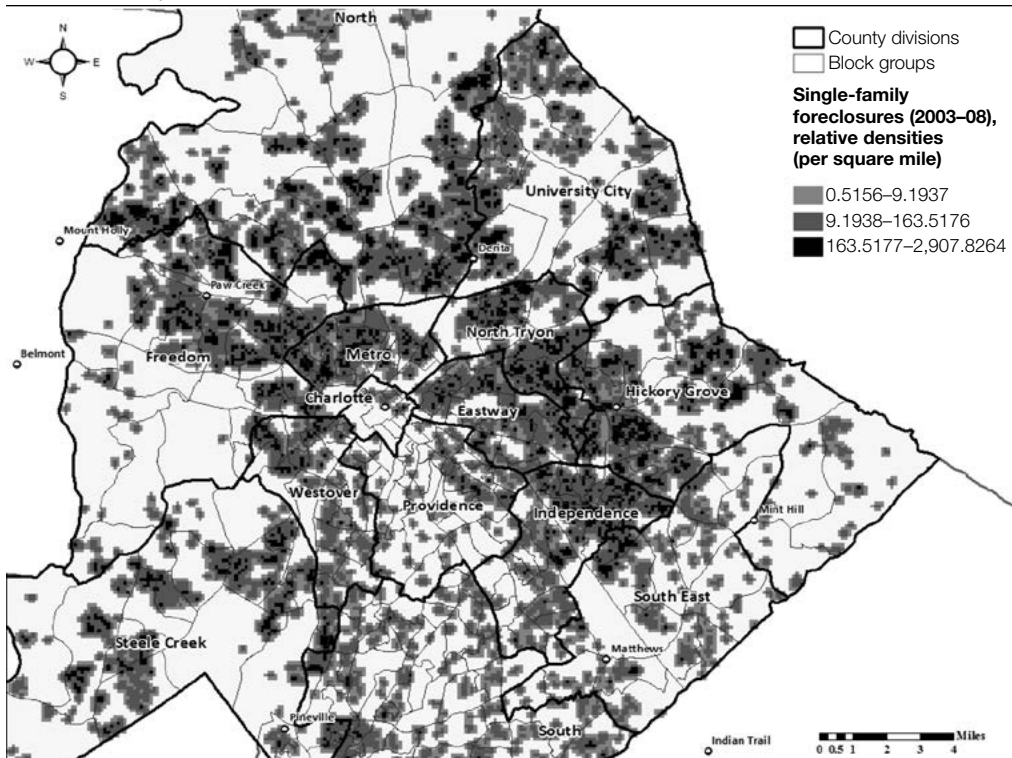 North
N
W E
S
County divisions
Block groups
Single-family
foreclosures (2003–08),
relative densities
(per square mile)
0.5156–9.1937
9.1938–163.5176
163.5177–2,907.8264
University City
Mount Holly
Derita
Paw Creek
North Tryon
Belmont
Freedom
Metro
Hickory Grove
Charlotte
Eastway
Westover
Providence
Independence
Mint Hill
South East
Steele Creek
Matthews
Pineville
South
Indian Trail
Miles
0 0.5 1 2 3 4